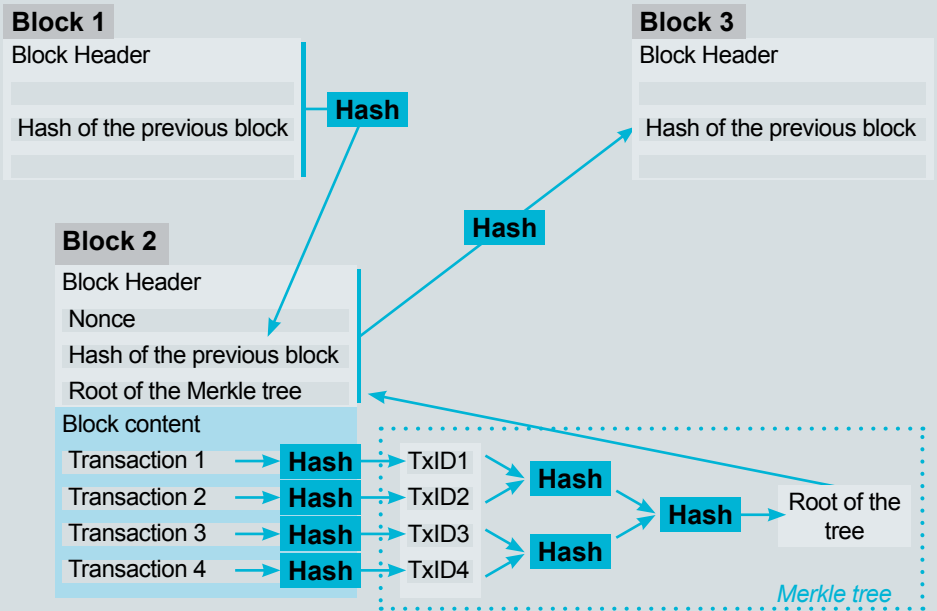 Block 1
Block Header
Hash of the previous block
Hash
Block 3
Block Header
Hash of the previous block
Hash
Block 2
Block Header
Nonce
Hash of the previous block
Root of the Merkle tree
Block content
Transaction 1
Hash
TxID1
Transaction 2
Hash
TxID2
Transaction 3
Hash
TxID3
Transaction 4
Hash
TxID4
Hash
Hash
Hash
Root of the
tree
Merkle tree